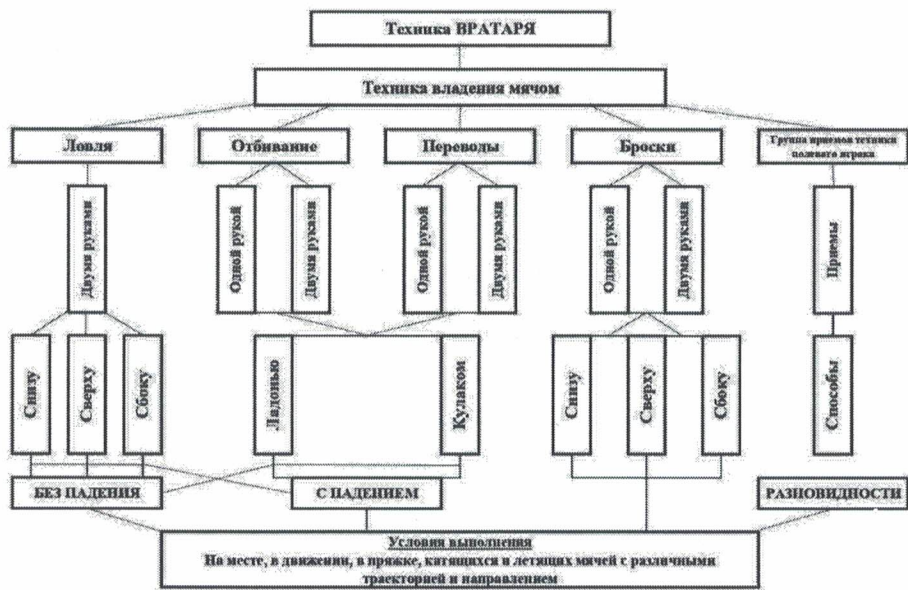 Техника ВРАТАРЯ
Техника владения мячом
Ловля
Отбивание
Переводы
Броски
Группа приемов техники
полевого игрока
Двумя руками
Одной рукой
Двумя руками
Одной рукой
Двумя руками
Одной рукой
Двумя руками
Приемы
Снизу
Сверху
Сбоку
Ладонью
Кулаком
Снизу
Сверху
Сбоку
Способы
БЕЗ ПАДЕНИЯ
С ПАДЕНИЕМ
РАЗНОВИДНОСТИ
Условия выполнения
На месте, в движении, в пряжке, катящихся и летящих мячей с различными
траекторией и направлением